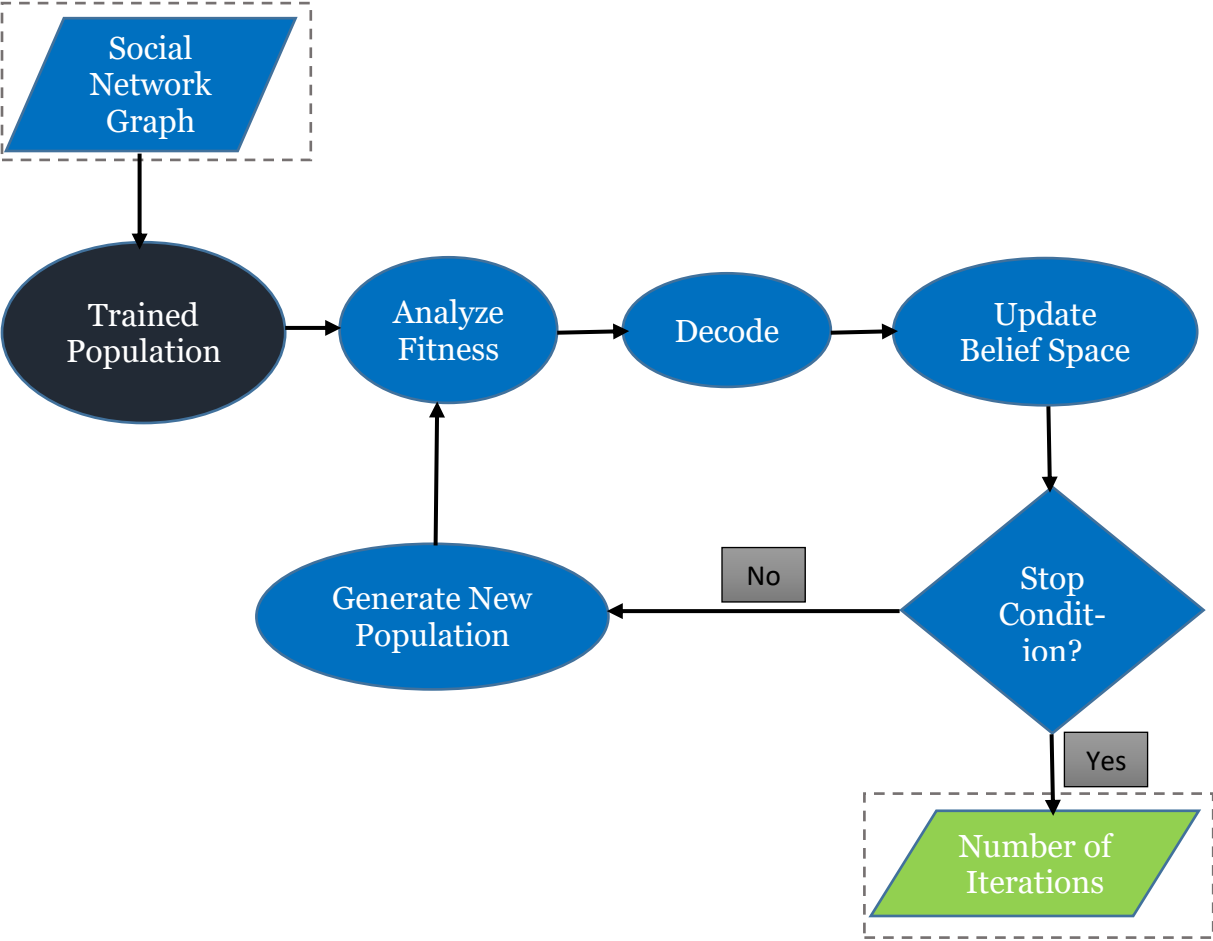 Social
Network
Graph
Trained
Population
Analyze
Fitness
Decode
Update
Belief Space
Generate New
Population
No
Stop
Condit-
ion?
Yes
Number of
Iterations